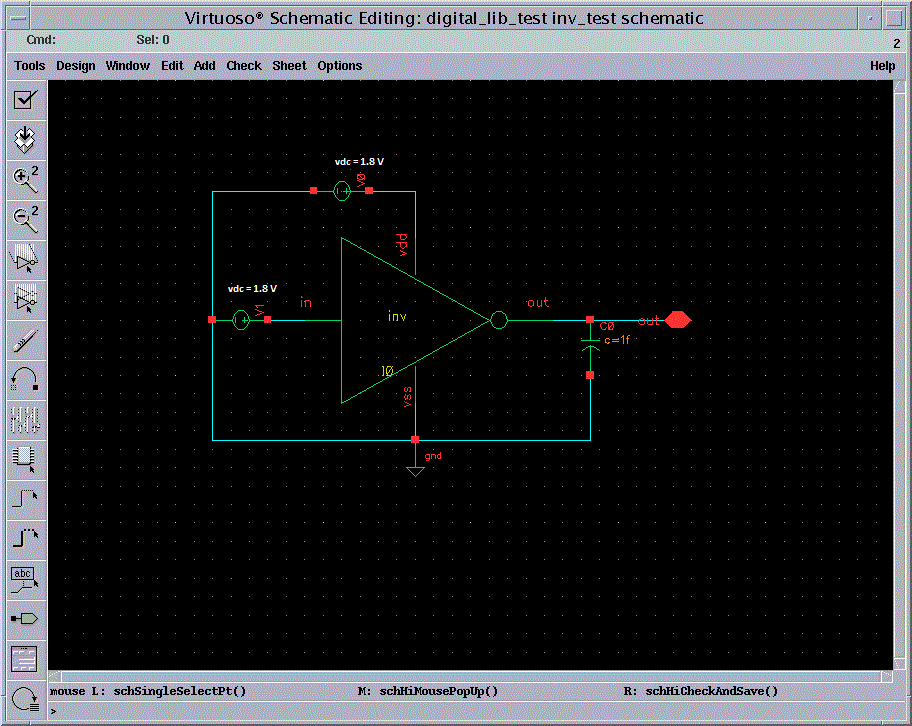 Virtuoso® Schematic Editing: digital_lib_test inv_test schematic
Cmd: Sel: 0
2
Tools Design Window Edit Add Check Sheet Options Help
2
2
vdc = 1.8 V
V0
vdd
vdc = 1.8 V
V1
in
inv
out
out
C0
c=1f
I0
vss
gnd
abc
mouse L: schSingleSelectPt() M: schHiMousePopUp() R: schHiCheckAndSave()
>